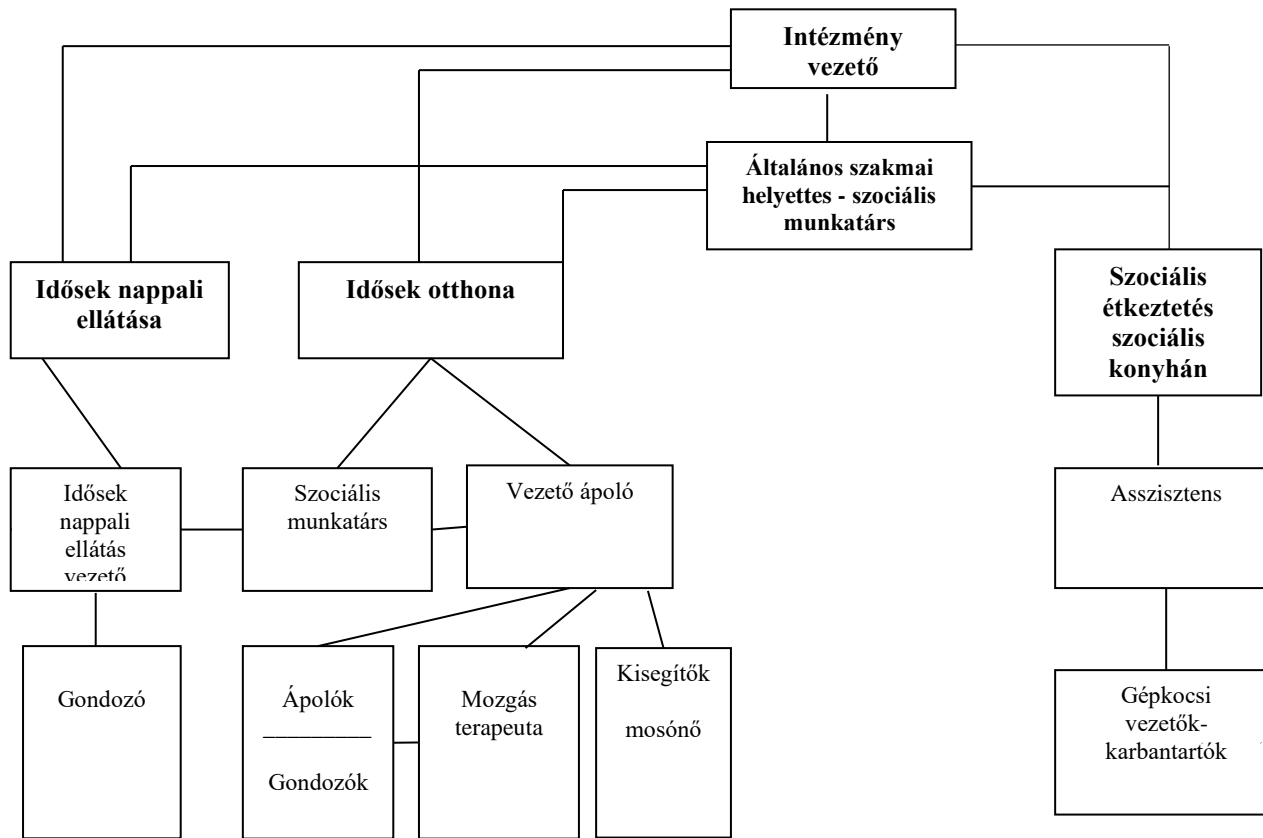 Intézmény
vezető
Általános szakmai
helyettes - szociális
munkatárs
Idősek nappali
ellátása
Idősek otthona
Szociális
étkeztetés
szociális
konyhán
Idősek
nappali
ellátás
vezető
Szociális
munkatárs
Vezető ápoló
Asszisztens
Gondozó
Ápolók
Gondozók
Mozgás
terapeuta
Kisegítők
mosónő
Gépkocsi
vezetők-
karbantartók